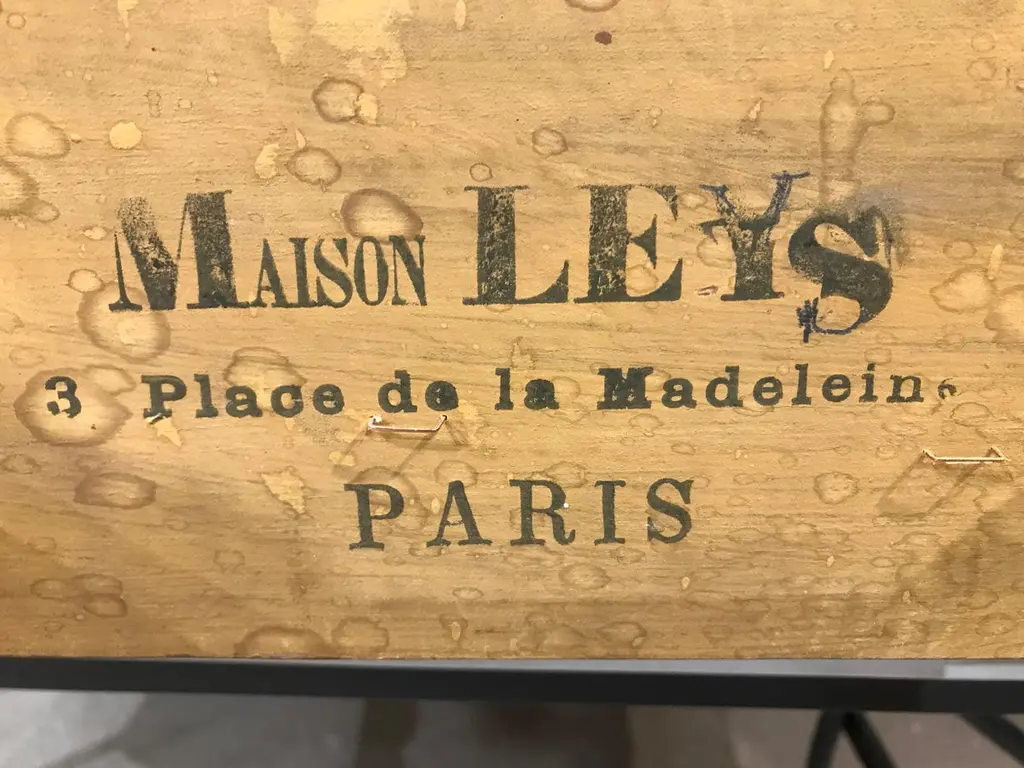 MAISON LEYS
3 Place de la Madeleine
PARIS